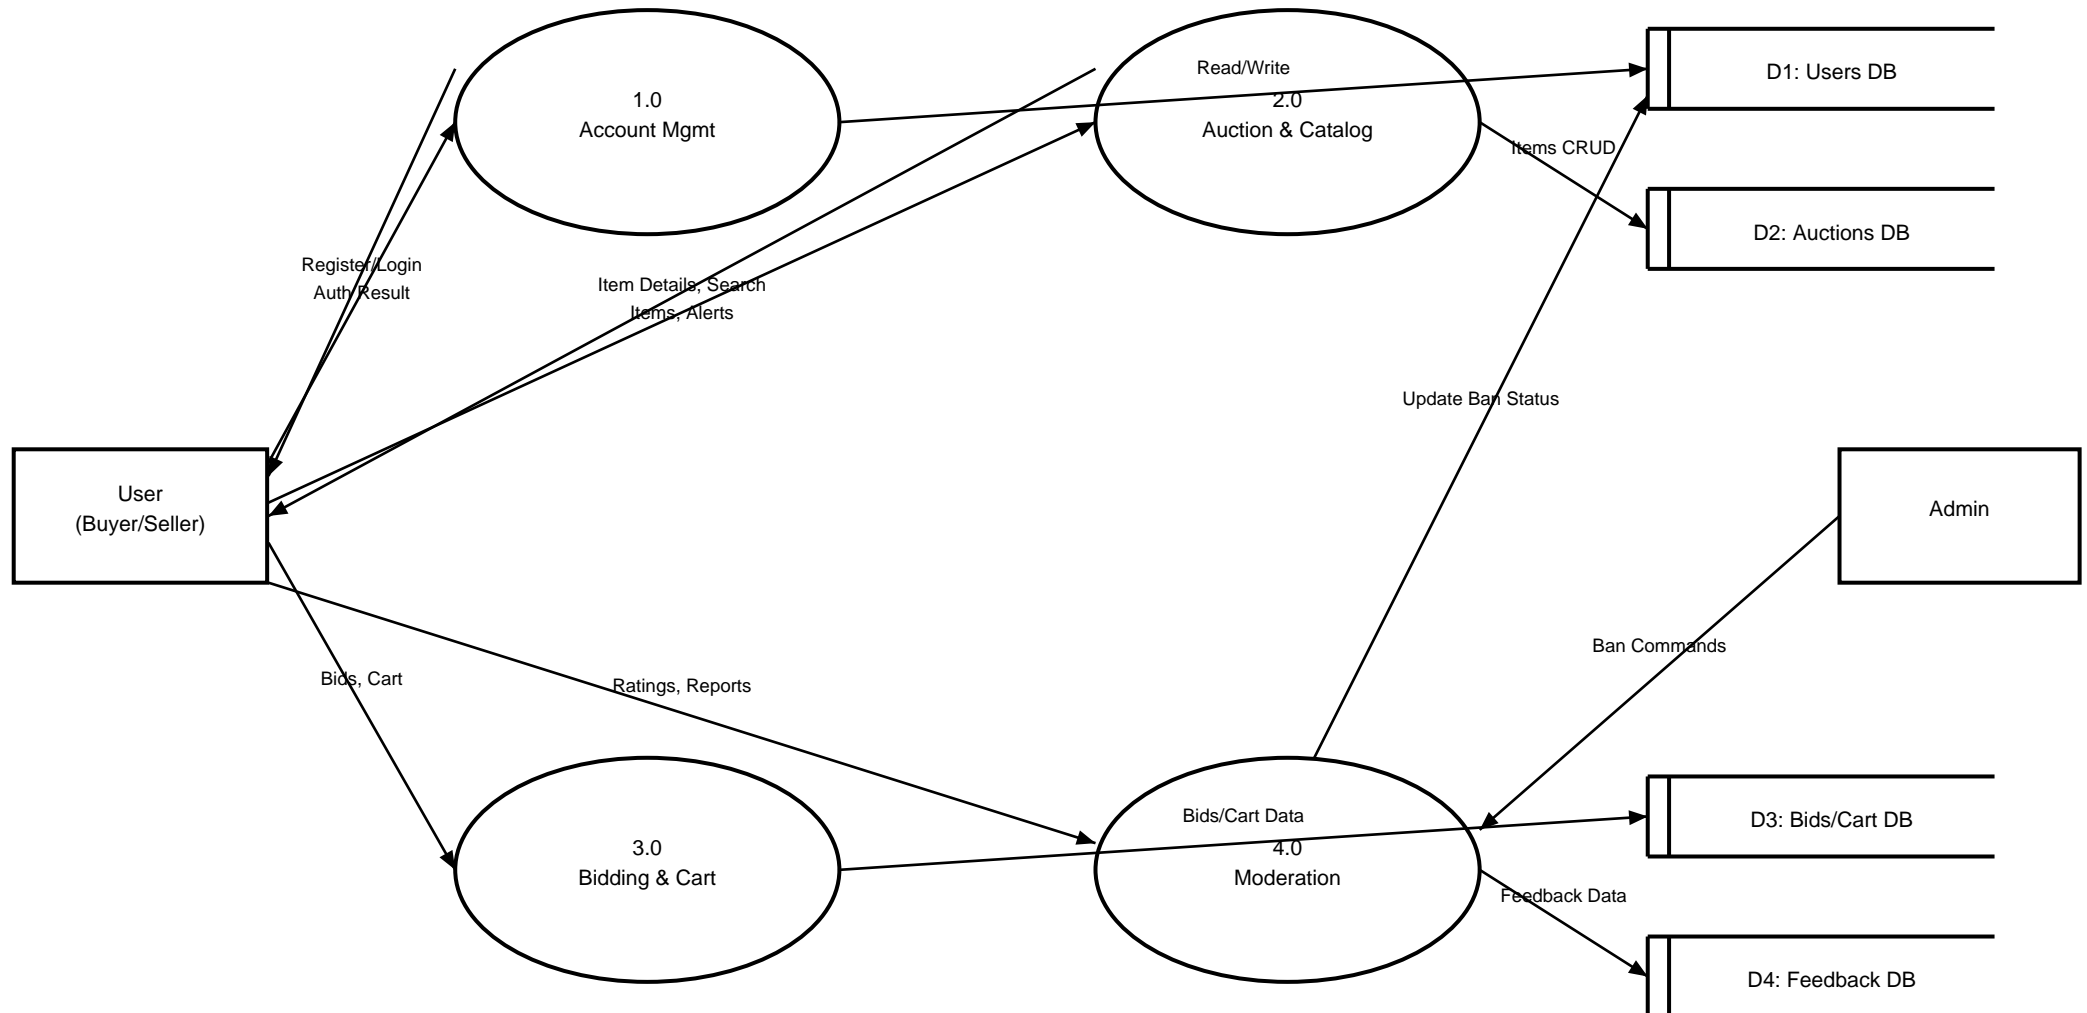 1.0
Account Mgmt
Read/Write
2.0
Auction & Catalog
D1: Users DB
Items CRUD
D2: Auctions DB
Register/Login
Auth Result
Item Details, Search
Items, Alerts
Update Ban Status
User
(Buyer/Seller)
Admin
Ban Commands
Bids, Cart
Ratings, Reports
3.0
Bidding & Cart
Bids/Cart Data
4.0
Moderation
D3: Bids/Cart DB
Feedback Data
D4: Feedback DB